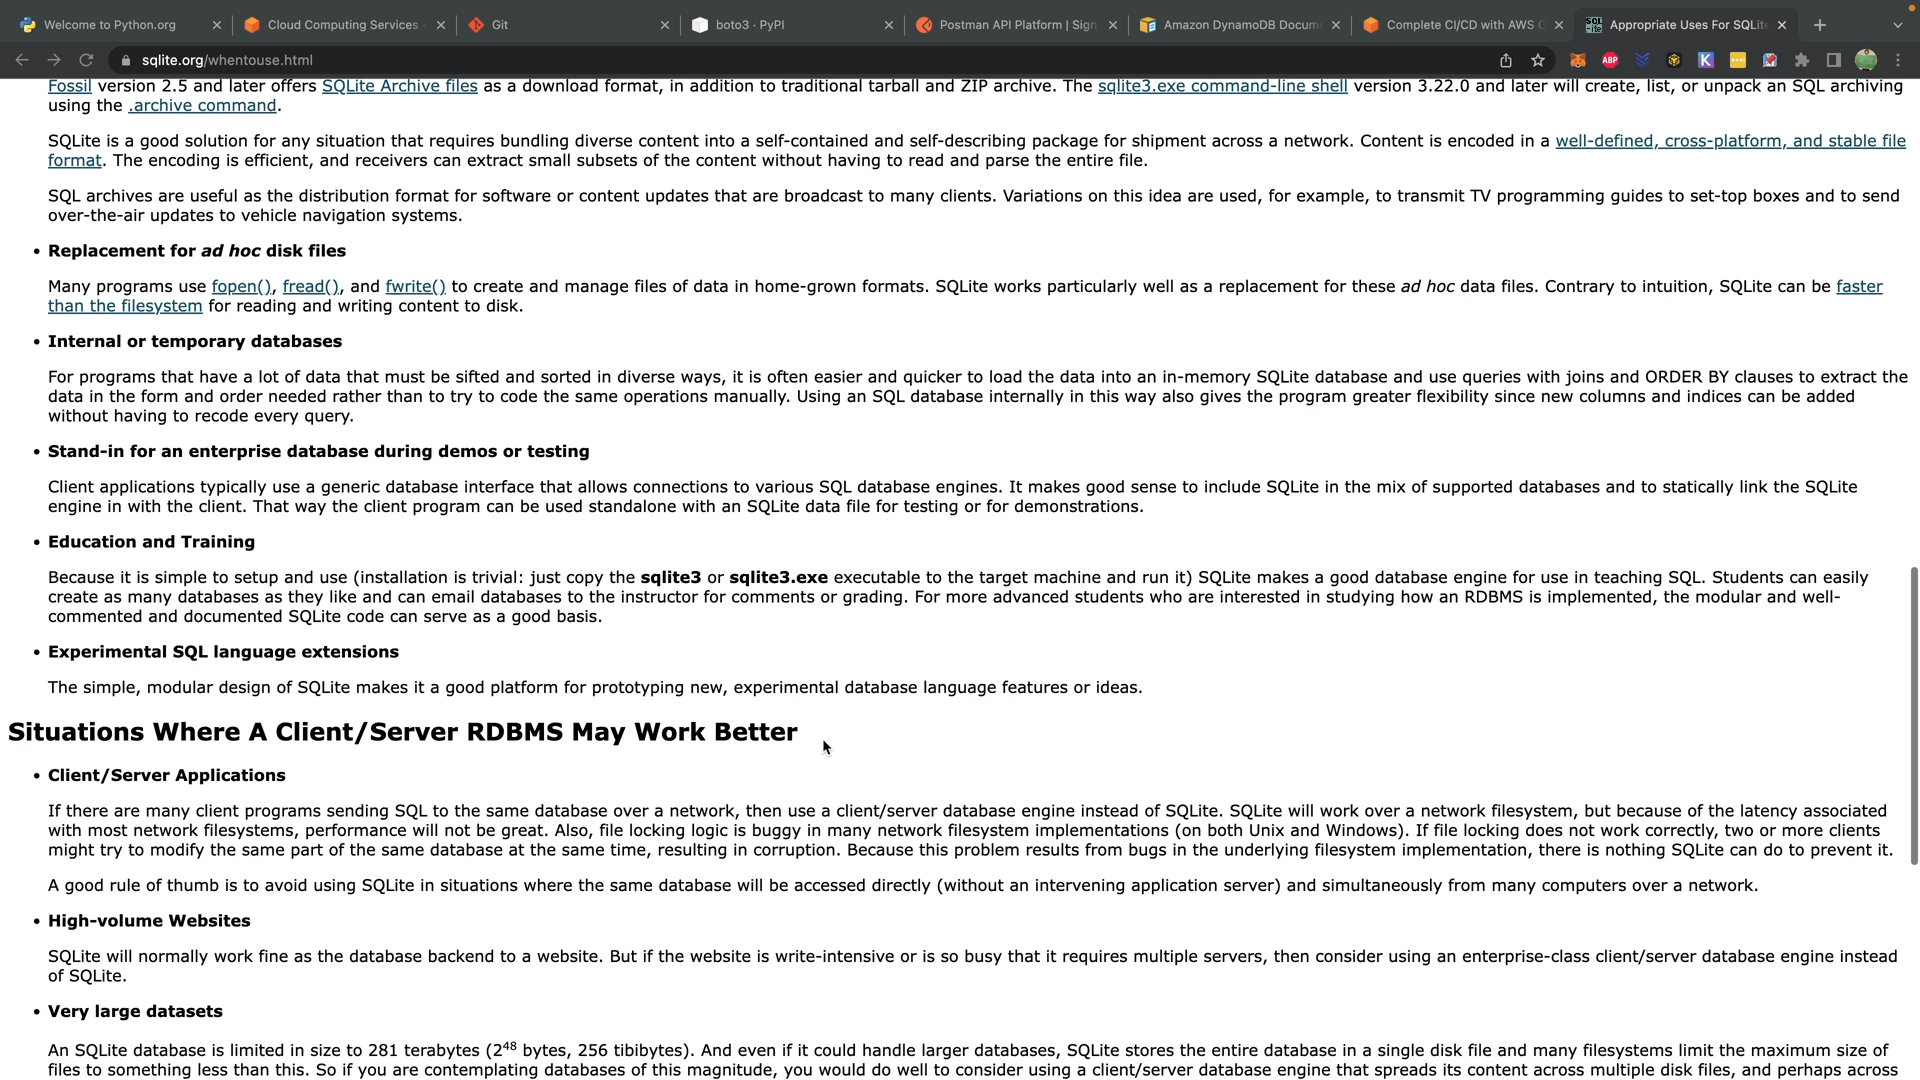 Welcome to Python.org
Cloud Computing Services -
Git
boto3 · PyPI
Postman API Platform | Sign
Amazon DynamoDB Docum
Complete CI/CD with AWS C
Appropriate Uses For SQLit
sqlite.org/whentouse.html
Fossil version 2.5 and later offers SQLite Archive files as a download format, in addition to traditional tarball and ZIP archive. The sqlite3.exe command-line shell version 3.22.0 and later will create, list, or unpack an SQL archiving
using the .archive command.
SQLite is a good solution for any situation that requires bundling diverse content into a self-contained and self-describing package for shipment across a network. Content is encoded in a well-defined, cross-platform, and stable file
format. The encoding is efficient, and receivers can extract small subsets of the content without having to read and parse the entire file.
SQL archives are useful as the distribution format for software or content updates that are broadcast to many clients. Variations on this idea are used, for example, to transmit TV programming guides to set-top boxes and to send
over-the-air updates to vehicle navigation systems.
• Replacement for ad hoc disk files
Many programs use fopen(), fread(), and fwrite() to create and manage files of data in home-grown formats. SQLite works particularly well as a replacement for these ad hoc data files. Contrary to intuition, SQLite can be faster
than the filesystem for reading and writing content to disk.
• Internal or temporary databases
For programs that have a lot of data that must be sifted and sorted in diverse ways, it is often easier and quicker to load the data into an in-memory SQLite database and use queries with joins and ORDER BY clauses to extract the
data in the form and order needed rather than to try to code the same operations manually. Using an SQL database internally in this way also gives the program greater flexibility since new columns and indices can be added
without having to recode every query.
• Stand-in for an enterprise database during demos or testing
Client applications typically use a generic database interface that allows connections to various SQL database engines. It makes good sense to include SQLite in the mix of supported databases and to statically link the SQLite
engine in with the client. That way the client program can be used standalone with an SQLite data file for testing or for demonstrations.
• Education and Training
Because it is simple to setup and use (installation is trivial: just copy the sqlite3 or sqlite3.exe executable to the target machine and run it) SQLite makes a good database engine for use in teaching SQL. Students can easily
create as many databases as they like and can email databases to the instructor for comments or grading. For more advanced students who are interested in studying how an RDBMS is implemented, the modular and well-
commented and documented SQLite code can serve as a good basis.
• Experimental SQL language extensions
The simple, modular design of SQLite makes it a good platform for prototyping new, experimental database language features or ideas.
Situations Where A Client/Server RDBMS May Work Better
• Client/Server Applications
If there are many client programs sending SQL to the same database over a network, then use a client/server database engine instead of SQLite. SQLite will work over a network filesystem, but because of the latency associated
with most network filesystems, performance will not be great. Also, file locking logic is buggy in many network filesystem implementations (on both Unix and Windows). If file locking does not work correctly, two or more clients
might try to modify the same part of the same database at the same time, resulting in corruption. Because this problem results from bugs in the underlying filesystem implementation, there is nothing SQLite can do to prevent it.
A good rule of thumb is to avoid using SQLite in situations where the same database will be accessed directly (without an intervening application server) and simultaneously from many computers over a network.
• High-volume Websites
SQLite will normally work fine as the database backend to a website. But if the website is write-intensive or is so busy that it requires multiple servers, then consider using an enterprise-class client/server database engine instead
of SQLite.
• Very large datasets
An SQLite database is limited in size to 281 terabytes (2⁴⁸ bytes, 256 tibibytes). And even if it could handle larger databases, SQLite stores the entire database in a single disk file and many filesystems limit the maximum size of
files to something less than this. So if you are contemplating databases of this magnitude, you would do well to consider using a client/server database engine that spreads its content across multiple disk files, and perhaps across